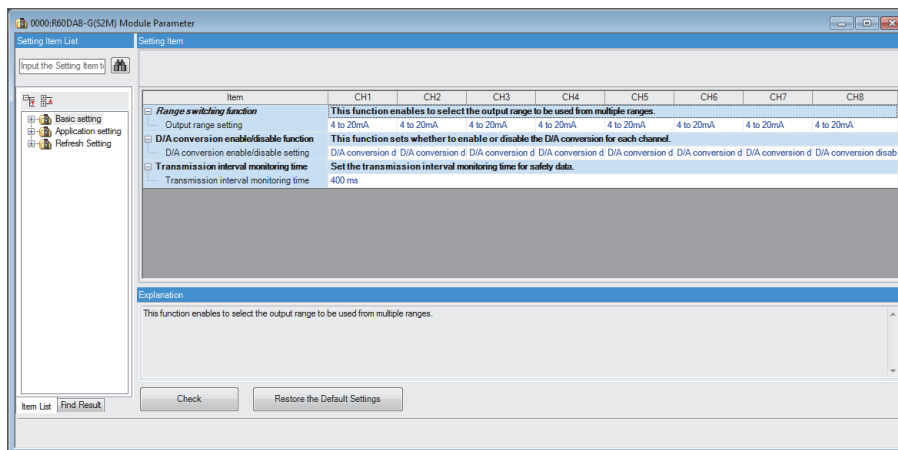 0000:R60DA8-G(S2M) Module Parameter
Setting Item List
Setting Item
Input the Setting Item t
Basic setting
Application setting
Refresh Setting
Item CH1 CH2 CH3 CH4 CH5 CH6 CH7 CH8
Range switching function This function enables to select the output range to be used from multiple ranges.
Output range setting 4 to 20mA 4 to 20mA 4 to 20mA 4 to 20mA 4 to 20mA 4 to 20mA 4 to 20mA 4 to 20mA
D/A conversion enable/disable function This function sets whether to enable or disable the D/A conversion for each channel.
D/A conversion enable/disable setting D/A conversion d D/A conversion d D/A conversion d D/A conversion d D/A conversion d D/A conversion d D/A conversion d D/A conversion disab
Transmission interval monitoring time Set the transmission interval monitoring time for safety data.
Transmission interval monitoring time 400 ms
Explanation
This function enables to select the output range to be used from multiple ranges.
Check Restore the Default Settings
Item List Find Result